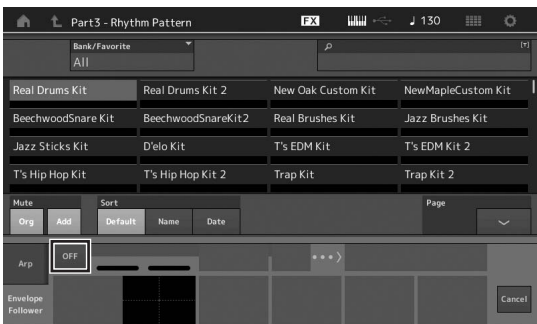 Part3 - Rhythm Pattern FX ♩ 130
Bank/Favorite
All
[T]
Real Drums Kit Real Drums Kit 2 New Oak Custom Kit NewMapleCustom Kit
BeechwoodSnare Kit BeechwoodSnareKit2 Real Brushes Kit Jazz Brushes Kit
Jazz Sticks Kit D'elo Kit T's EDM Kit T's EDM Kit 2
T's Hip Hop Kit T's Hip Hop Kit 2 Trap Kit Trap Kit 2
Mute Sort Page
Org Add Default Name Date
Arp OFF
Envelope
Follower
Cancel